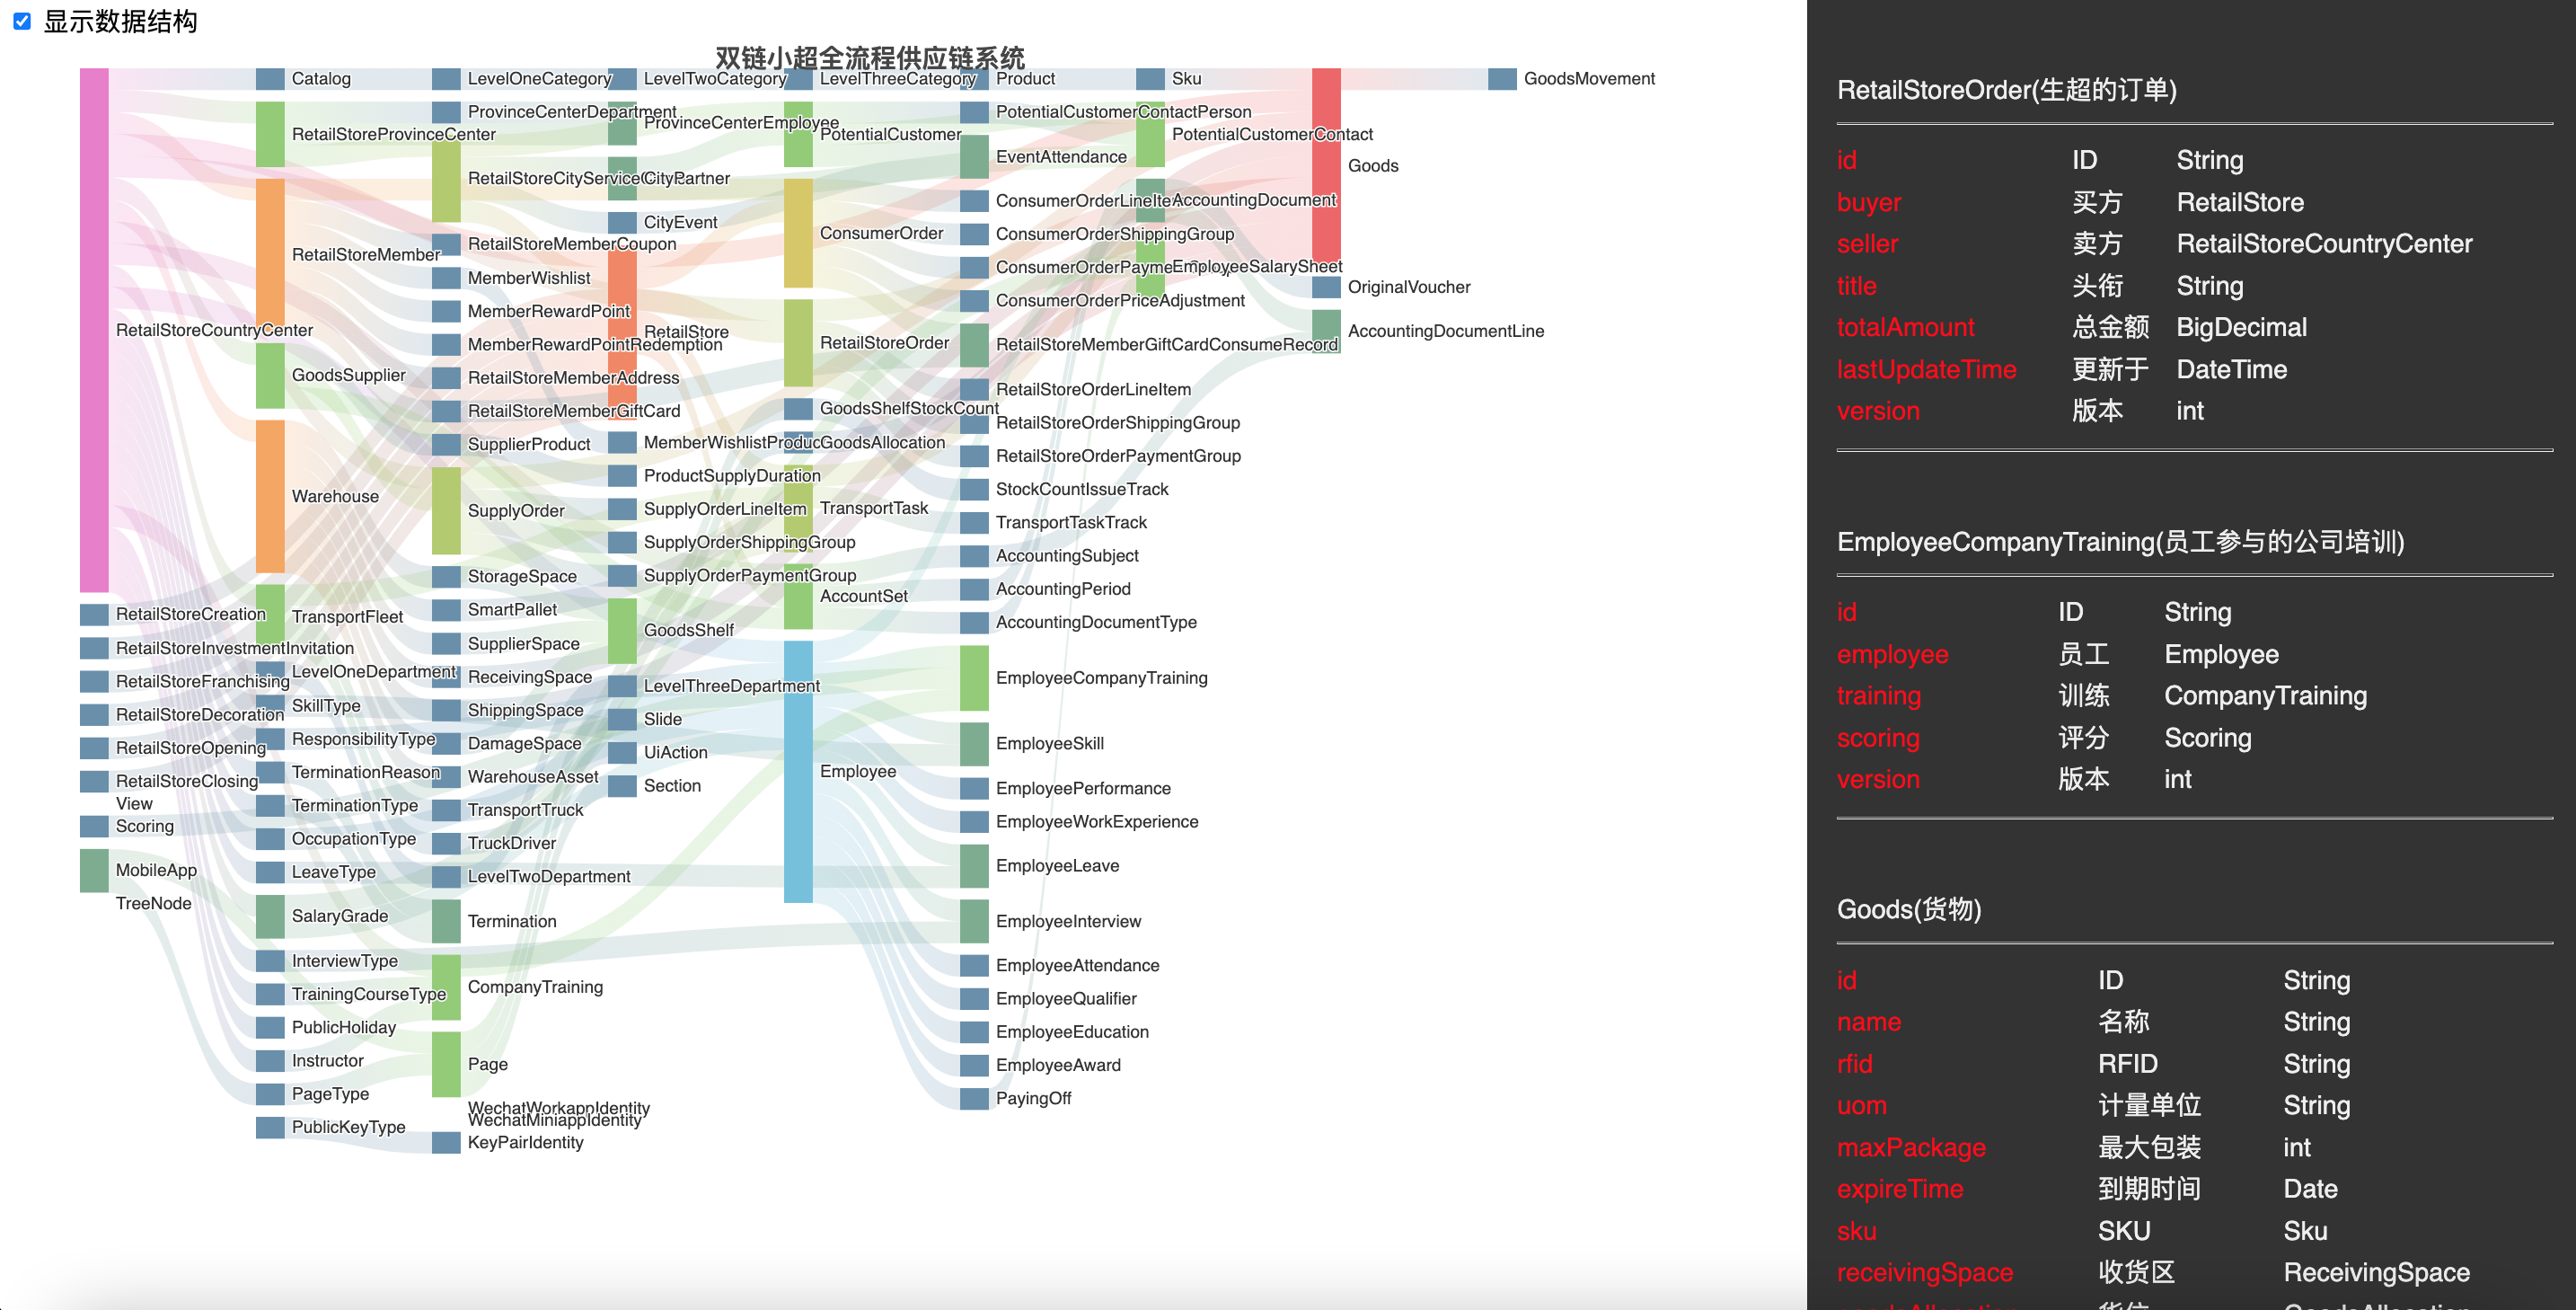 显示数据结构
双链小超全流程供应链系统
RetailStoreCountryCenter
RetailStoreCreation
RetailStoreInvestmentInvitation
RetailStoreFranchising
RetailStoreDecoration
RetailStoreOpening
RetailStoreClosing
View
Scoring
MobileApp
TreeNode
Catalog
RetailStoreProvinceCenter
RetailStoreMember
GoodsSupplier
Warehouse
TransportFleet
LevelOneDepartment
SkillType
ResponsibilityType
TerminationReason
TerminationType
OccupationType
LeaveType
SalaryGrade
InterviewType
TrainingCourseType
PublicHoliday
Instructor
PageType
PublicKeyType
LevelOneCategory
ProvinceCenterDepartment
RetailStoreCityServiceCenter
RetailStoreMemberCoupon
MemberWishlist
MemberRewardPoint
MemberRewardPointRedemption
RetailStoreMemberAddress
RetailStoreMemberGiftCard
SupplierProduct
SupplyOrder
StorageSpace
SmartPallet
SupplierSpace
ReceivingSpace
ShippingSpace
DamageSpace
WarehouseAsset
TransportTruck
TruckDriver
LevelTwoDepartment
Termination
CompanyTraining
Page
WechatWorkappIdentity
WechatMiniappIdentity
KeyPairIdentity
LevelTwoCategory
ProvinceCenterEmployee
CityPartner
CityEvent
RetailStore
MemberWishlistProduct
ProductSupplyDuration
SupplyOrderLineItem
SupplyOrderShippingGroup
SupplyOrderPaymentGroup
GoodsShelf
LevelThreeDepartment
Slide
UiAction
Section
LevelThreeCategory
PotentialCustomer
ConsumerOrder
RetailStoreOrder
GoodsShelfStockCount
GoodsAllocation
TransportTask
AccountSet
Employee
Product
PotentialCustomerContactPerson
EventAttendance
ConsumerOrderLineItem
ConsumerOrderShippingGroup
ConsumerOrderPaymentGroup
ConsumerOrderPriceAdjustment
RetailStoreMemberGiftCardConsumeRecord
RetailStoreOrderLineItem
RetailStoreOrderShippingGroup
RetailStoreOrderPaymentGroup
StockCountIssueTrack
TransportTaskTrack
AccountingSubject
AccountingPeriod
AccountingDocumentType
EmployeeCompanyTraining
EmployeeSkill
EmployeePerformance
EmployeeWorkExperience
EmployeeLeave
EmployeeInterview
EmployeeAttendance
EmployeeQualifier
EmployeeEducation
EmployeeAward
PayingOff
Sku
PotentialCustomerContact
AccountingDocument
EmployeeSalarySheet
Goods
OriginalVoucher
AccountingDocumentLine
GoodsMovement
RetailStoreOrder(生超的订单)
id ID String
buyer 买方 RetailStore
seller 卖方 RetailStoreCountryCenter
title 头衔 String
totalAmount 总金额 BigDecimal
lastUpdateTime 更新于 DateTime
version 版本 int
EmployeeCompanyTraining(员工参与的公司培训)
id ID String
employee 员工 Employee
training 训练 CompanyTraining
scoring 评分 Scoring
version 版本 int
Goods(货物)
id ID String
name 名称 String
rfid RFID String
uom 计量单位 String
maxPackage 最大包装 int
expireTime 到期时间 Date
sku SKU Sku
receivingSpace 收货区 ReceivingSpace